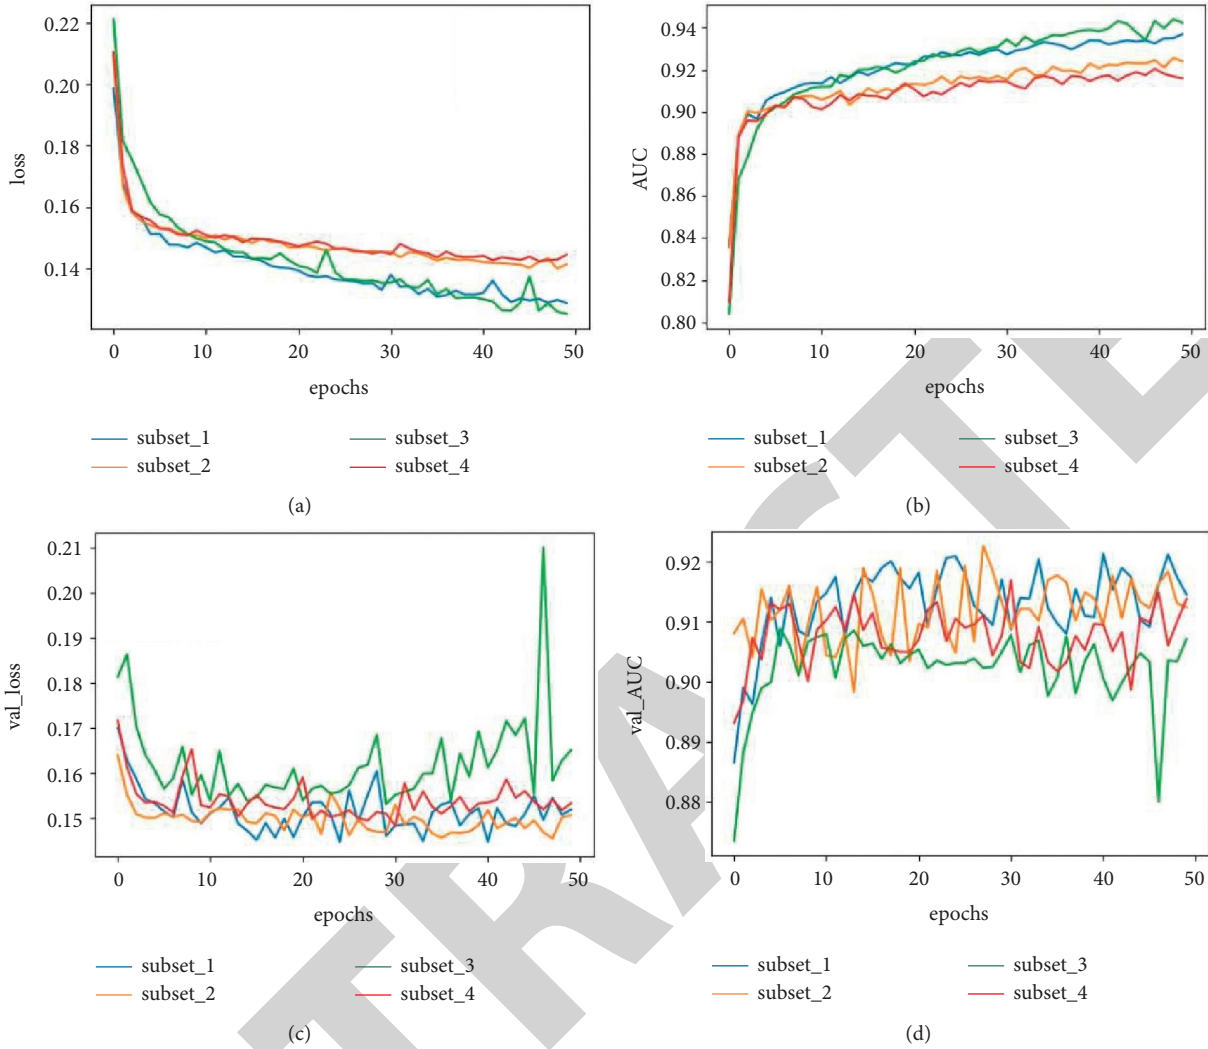 0.22
0.20
0.18
0.16
0.14
loss
0 10 20 30 40 50
epochs
subset_1 subset_3
subset_2 subset_4
(a)
0.94
0.92
0.90
0.88
0.86
0.84
0.82
0.80
AUC
0 10 20 30 40 50
epochs
subset_1 subset_3
subset_2 subset_4
(b)
0.21
0.20
0.19
0.18
0.17
0.16
0.15
val_loss
0 10 20 30 40 50
epochs
subset_1 subset_3
subset_2 subset_4
(c)
0.92
0.91
0.90
0.89
0.88
val_AUC
0 10 20 30 40 50
epochs
subset_1 subset_3
subset_2 subset_4
(d)
TRACTE